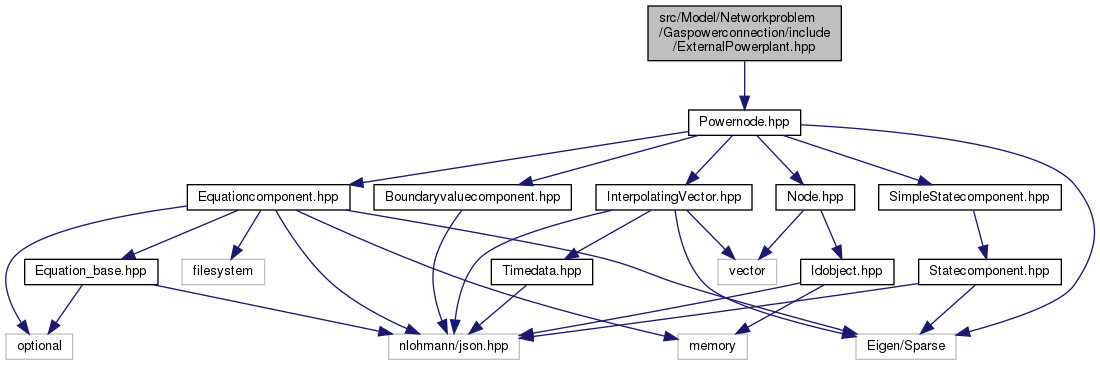 src/Model/Networkproblem
/Gaspowerconnection/include
/ExternalPowerplant.hpp
Powernode.hpp
Equationcomponent.hpp
Boundaryvaluecomponent.hpp
InterpolatingVector.hpp
Node.hpp
SimpleStatecomponent.hpp
Equation_base.hpp
filesystem
Timedata.hpp
vector
Idobject.hpp
Statecomponent.hpp
optional
nlohmann/json.hpp
memory
Eigen/Sparse